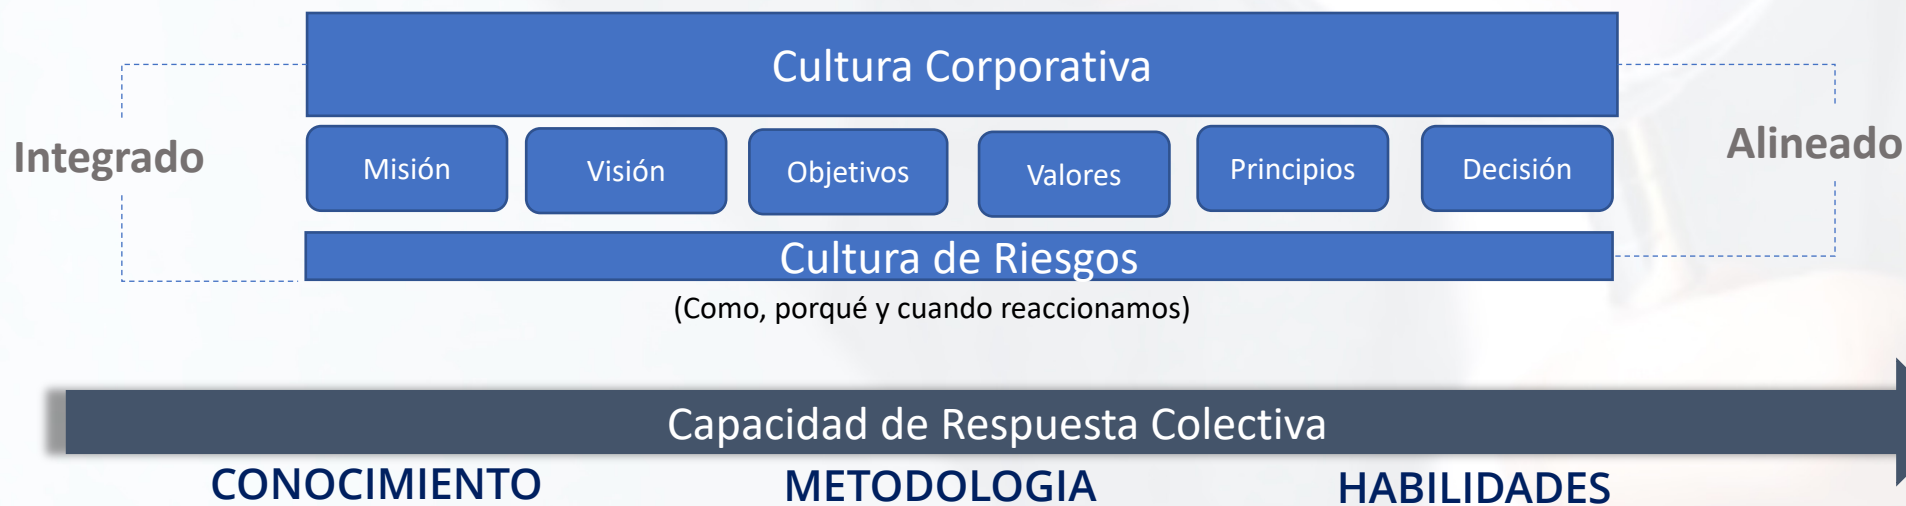 Cultura Corporativa
Integrado
Misión
Visión
Objetivos
Valores
Principios
Decisión
Alineado
Cultura de Riesgos
(Como, porqué y cuando reaccionamos)
Capacidad de Respuesta Colectiva
CONOCIMIENTO
METODOLOGIA
HABILIDADES